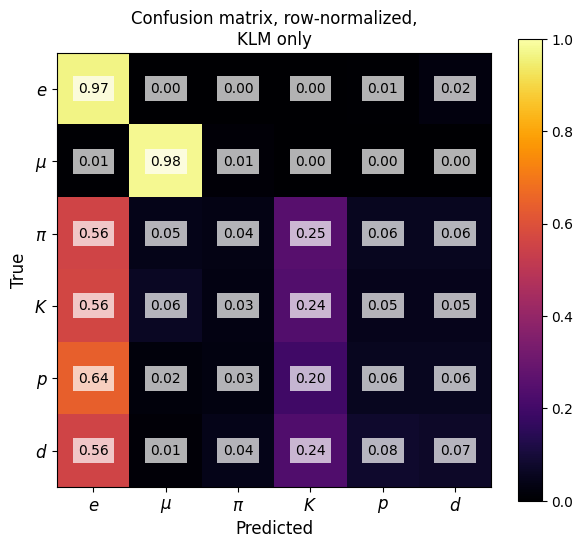 Confusion matrix, row-normalized,
KLM only
True
e 0.97 0.00 0.00 0.00 0.01 0.02
μ 0.01 0.98 0.01 0.00 0.00 0.00
π 0.56 0.05 0.04 0.25 0.06 0.06
K 0.56 0.06 0.03 0.24 0.05 0.05
p 0.64 0.02 0.03 0.20 0.06 0.06
d 0.56 0.01 0.04 0.24 0.08 0.07
e μ π K p d
Predicted
1.0
0.8
0.6
0.4
0.2
0.0